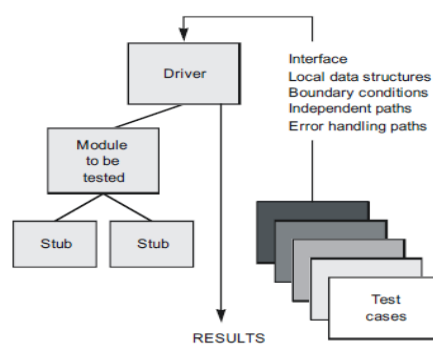 Driver
Interface
Local data structures
Boundary conditions
Independent paths
Error handling paths
Module
to be
tested
Stub
Stub
Test
cases
RESULTS